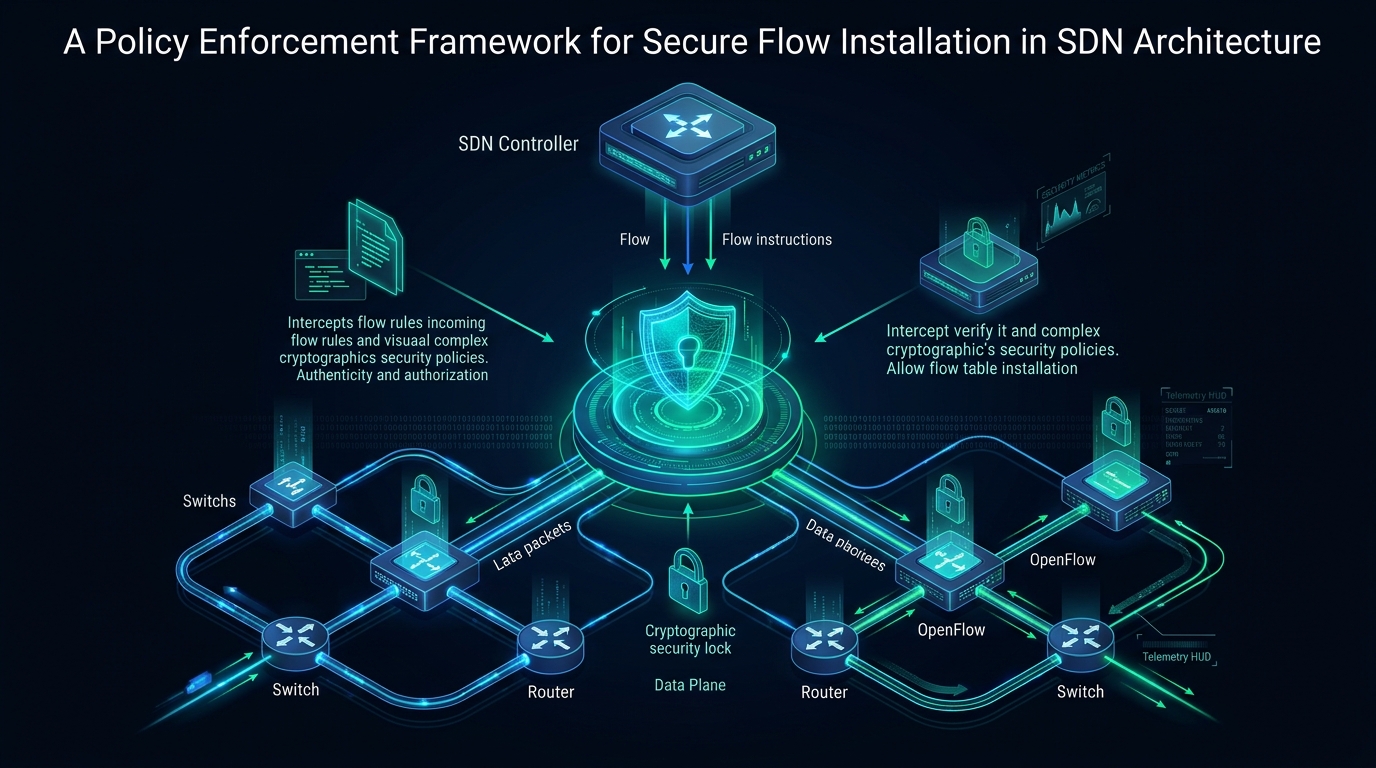 A Policy Enforcement Framework for Secure Flow Installation in SDN Architecture
SDN Controller
Flow
Flow instructions
SECURITY METRICS
Intercepts flow rules incoming
flow rules and visuaal complex
cryptographics security policies.
Authenticity and authorization
Intercept verify it and complex
cryptographic's security policies.
Allow flow table installation
Telemetry HUD
Switchs
Lata packets
Data
OpenFlow
OpenFlow
Cryptographic
security lock
Data Plane
Switch
Router
Router
Switch
Telemetry HUD